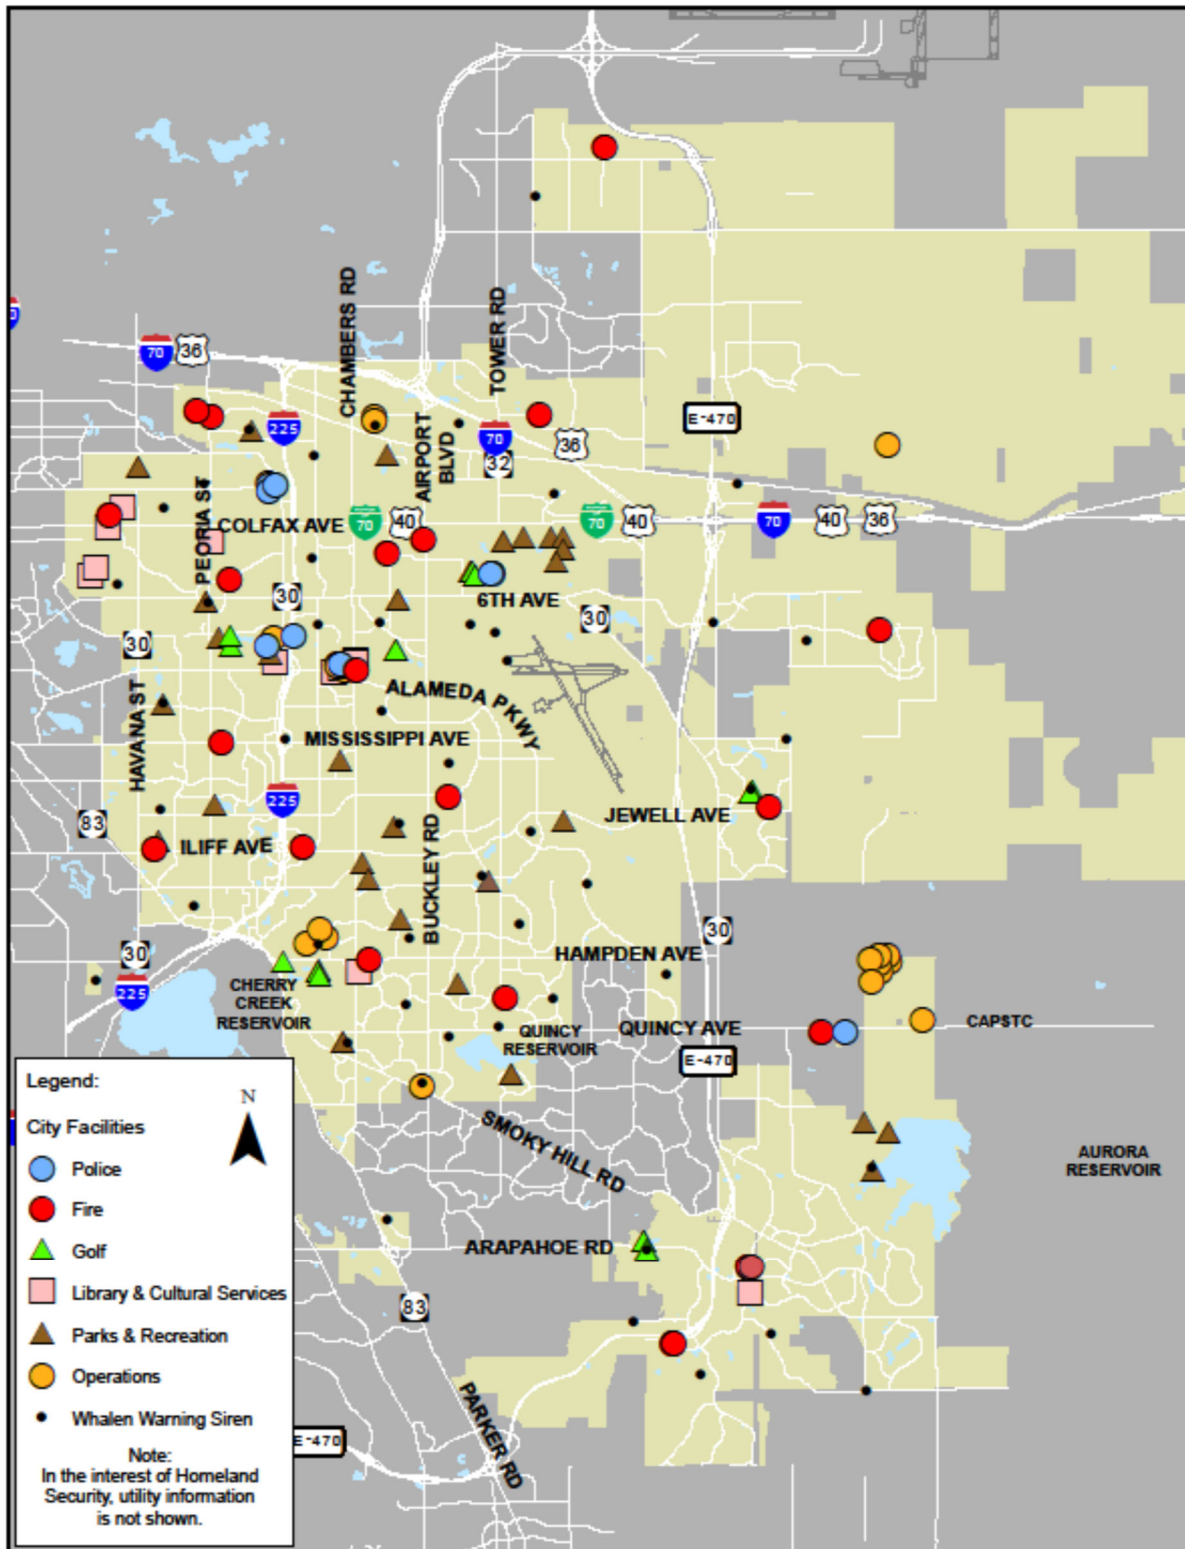 CHAMBERS RD
TOWER RD
70
36
E-470
225
AIRPORT
BLVD
70
36
32
PEORIA ST
COLFAX AVE
70
40
70
40
70
40
36
30
6TH AVE
30
30
HAVANA ST
ALAMEDA PKWY
MISSISSIPPI AVE
225
83
JEWELL AVE
ILIFF AVE
BUCKLEY RD
30
HAMPDEN AVE
30
225
CHERRY
CREEK
RESERVOIR
QUINCY
RESERVOIR
QUINCY AVE
CAPSTC
E-470
SMOKY HILL RD
AURORA
RESERVOIR
ARAPAHOE RD
83
PARKER RD
E-470
Legend:
N
City Facilities
Police
Fire
Golf
Library & Cultural Services
Parks & Recreation
Operations
Whalen Warning Siren
Note:
In the interest of Homeland
Security, utility information
is not shown.